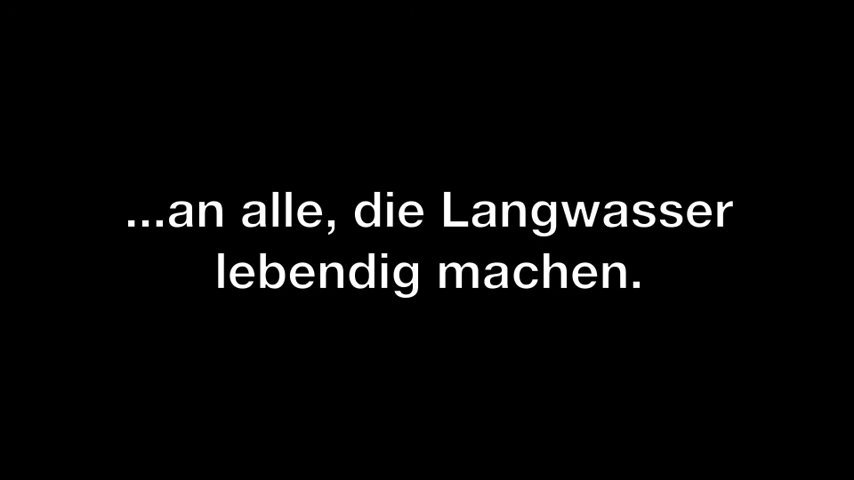 ...an alle, die Langwasser
lebendig machen.